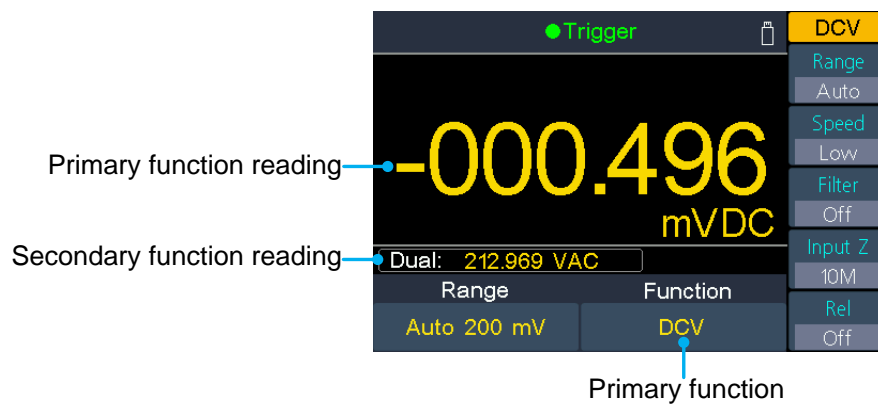 Trigger
DCV
Range
Auto
Speed
Low
Primary function reading
-000.496
Filter
Off
mVDC
Secondary function reading
Dual: 212.969 VAC
Input Z
10M
Range
Function
Auto 200 mV
DCV
Rel
Off
Primary function